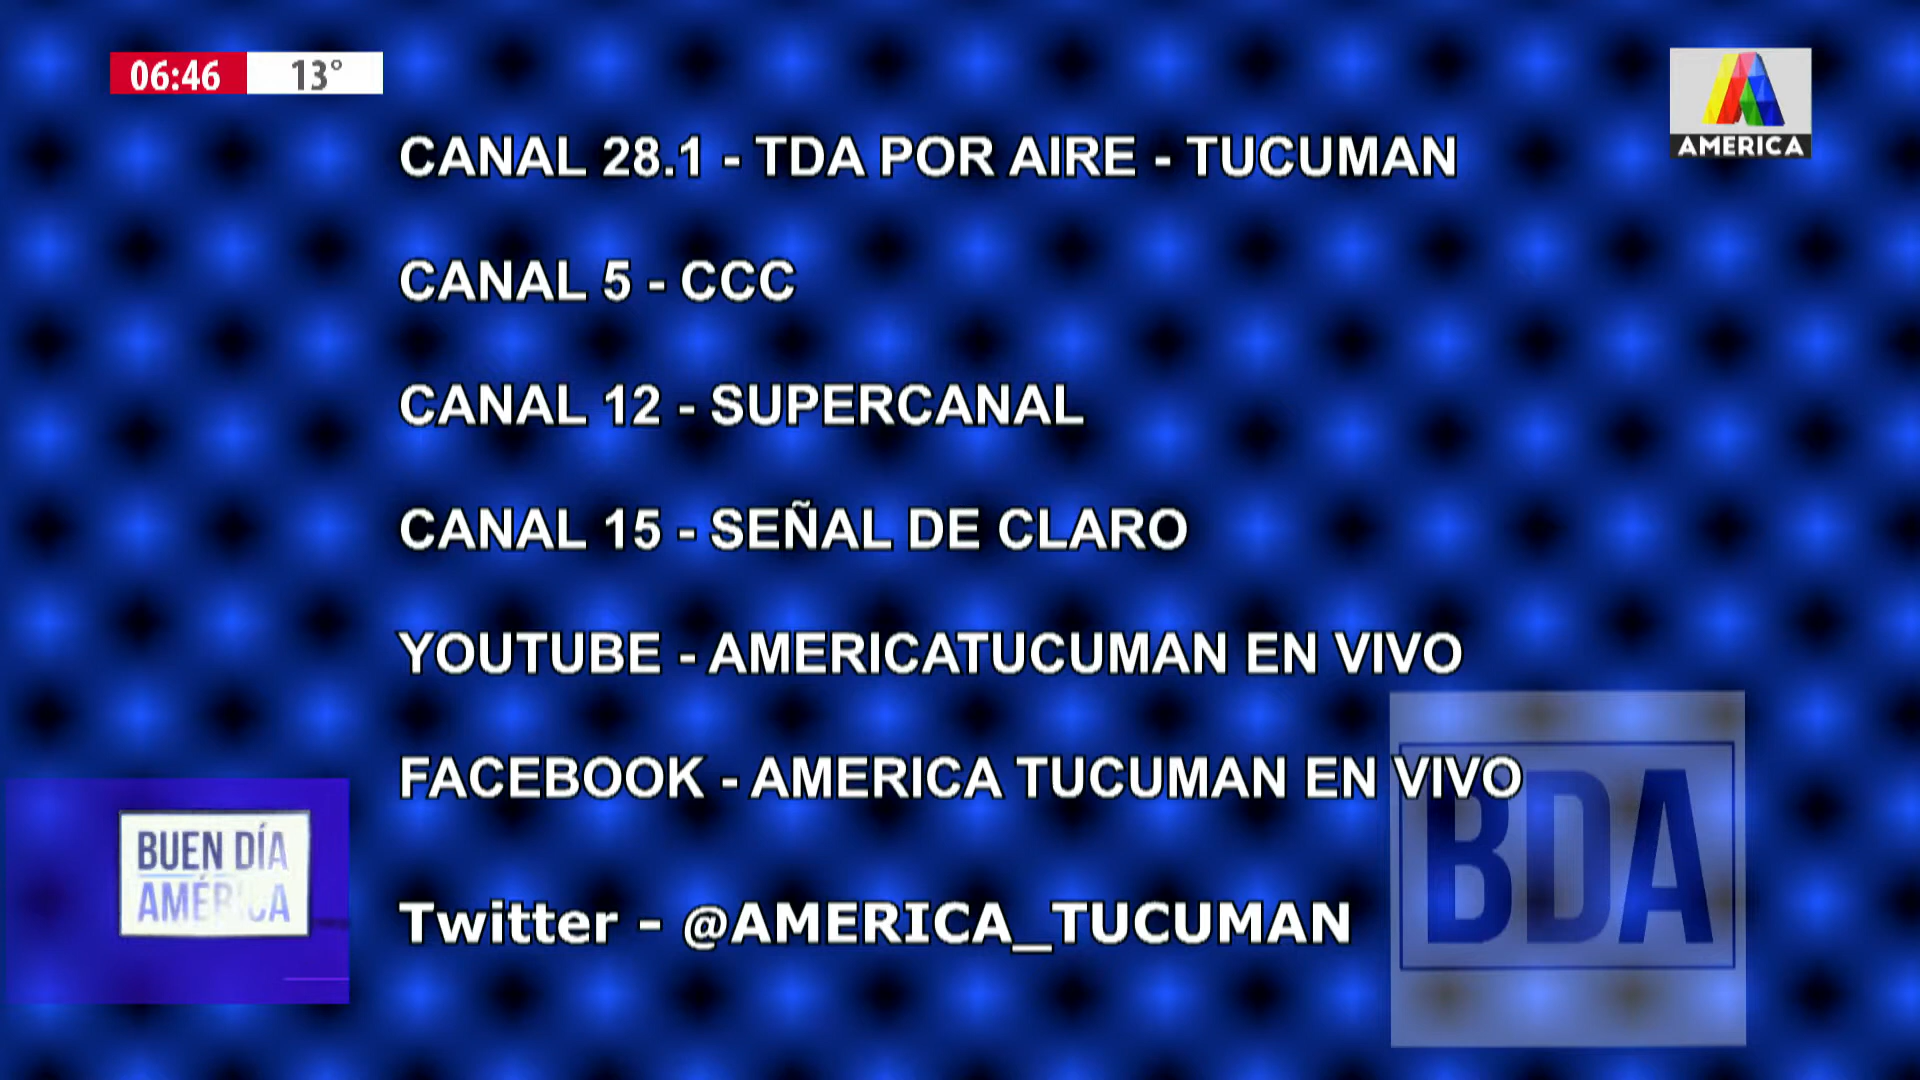 06:46 13°
AMERICA
CANAL 28.1 - TDA POR AIRE - TUCUMAN
CANAL 5 - CCC
CANAL 12 - SUPERCANAL
CANAL 15 - SEÑAL DE CLARO
YOUTUBE - AMERICATUCUMAN EN VIVO
FACEBOOK - AMERICA TUCUMAN EN VIVO
BUEN DÍA
AMÉRICA
BDA
Twitter - @AMERICA_TUCUMAN